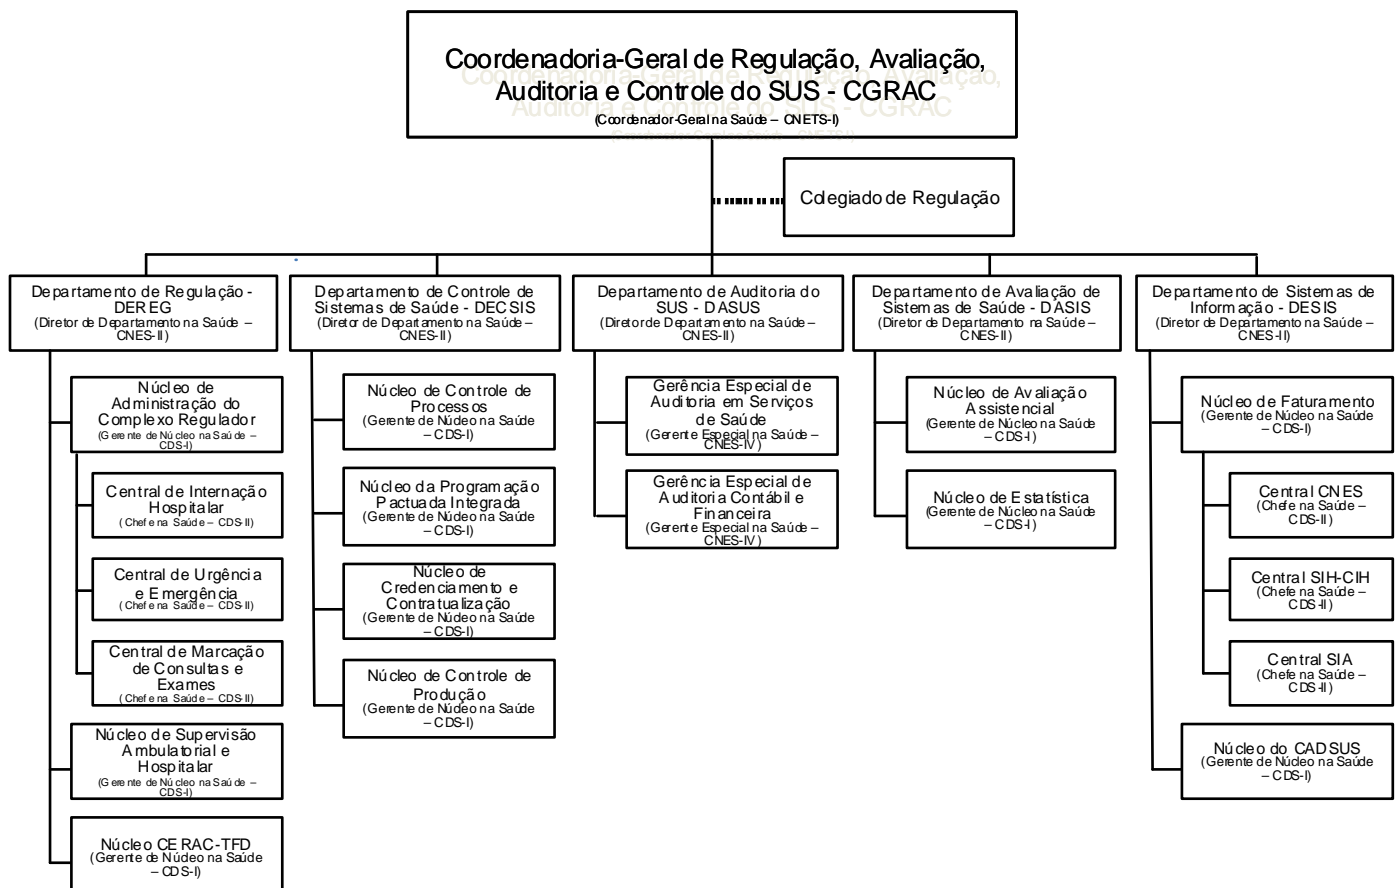 Coordenadoria-Geral de Regulação, Avaliação,
Auditoria e Controle do SUS - CGRAC
(Coordenador-Geral na Saúde – CNETS-I)
Colegiado de Regulação
Departamento de Regulação -
DEREG
(Diretor de Departamento na Saúde –
CNES-II)
Núcleo de
Administração do
Complexo Regulador
(Gerente de Núcleo na Saúde –
CDS-I)
Central de Internação
Hospitalar
(Chefe na Saúde – CDS-II)
Central de Urgência
e Emergência
(Chefe na Saúde – CDS-II)
Central de Marcação
de Consultas e
Exames
(Chefe na Saúde – CDS-II)
Núcleo de Supervisão
Ambulatorial e
Hospitalar
(Gerente de Núcleo na Saúde –
CDS-I)
Núcleo CERAC-TFD
(Gerente de Núcleo na Saúde
– CDS-I)
Departamento de Controle de
Sistemas de Saúde - DECSIS
(Diretor de Departamento na Saúde –
CNES-II)
Núcleo de Controle de
Processos
(Gerente de Núcleo na Saúde
– CDS-I)
Núcleo da Programação
Pactuada Integrada
(Gerente de Núcleo na Saúde
– CDS-I)
Núcleo de
Credenciamento e
Contratualização
(Gerente de Núcleo na Saúde
– CDS-I)
Núcleo de Controle de
Produção
(Gerente de Núcleo na Saúde
– CDS-I)
Departamento de Auditoria do
SUS - DASUS
(Diretor de Departamento na Saúde –
CNES-II)
Gerência Especial de
Auditoria em Serviços
de Saúde
(Gerente Especial na Saúde –
CNES-IV)
Gerência Especial de
Auditoria Contábil e
Financeira
(Gerente Especial na Saúde –
CNES-IV)
Departamento de Avaliação de
Sistemas de Saúde - DASIS
(Diretor de Departamento na Saúde –
CNES-II)
Núcleo de Avaliação
Assistencial
(Gerente de Núcleo na Saúde
– CDS-I)
Núcleo de Estatística
(Gerente de Núcleo na Saúde
– CDS-I)
Departamento de Sistemas de
Informação - DESIS
(Diretor de Departamento na Saúde –
CNES-II)
Núcleo de Faturamento
(Gerente de Núcleo na Saúde
– CDS-I)
Central CNES
(Chefe na Saúde –
CDS-II)
Central SIH-CIH
(Chefe na Saúde –
CDS-II)
Central SIA
(Chefe na Saúde –
CDS-II)
Núcleo do CADSUS
(Gerente de Núcleo na Saúde
– CDS-I)